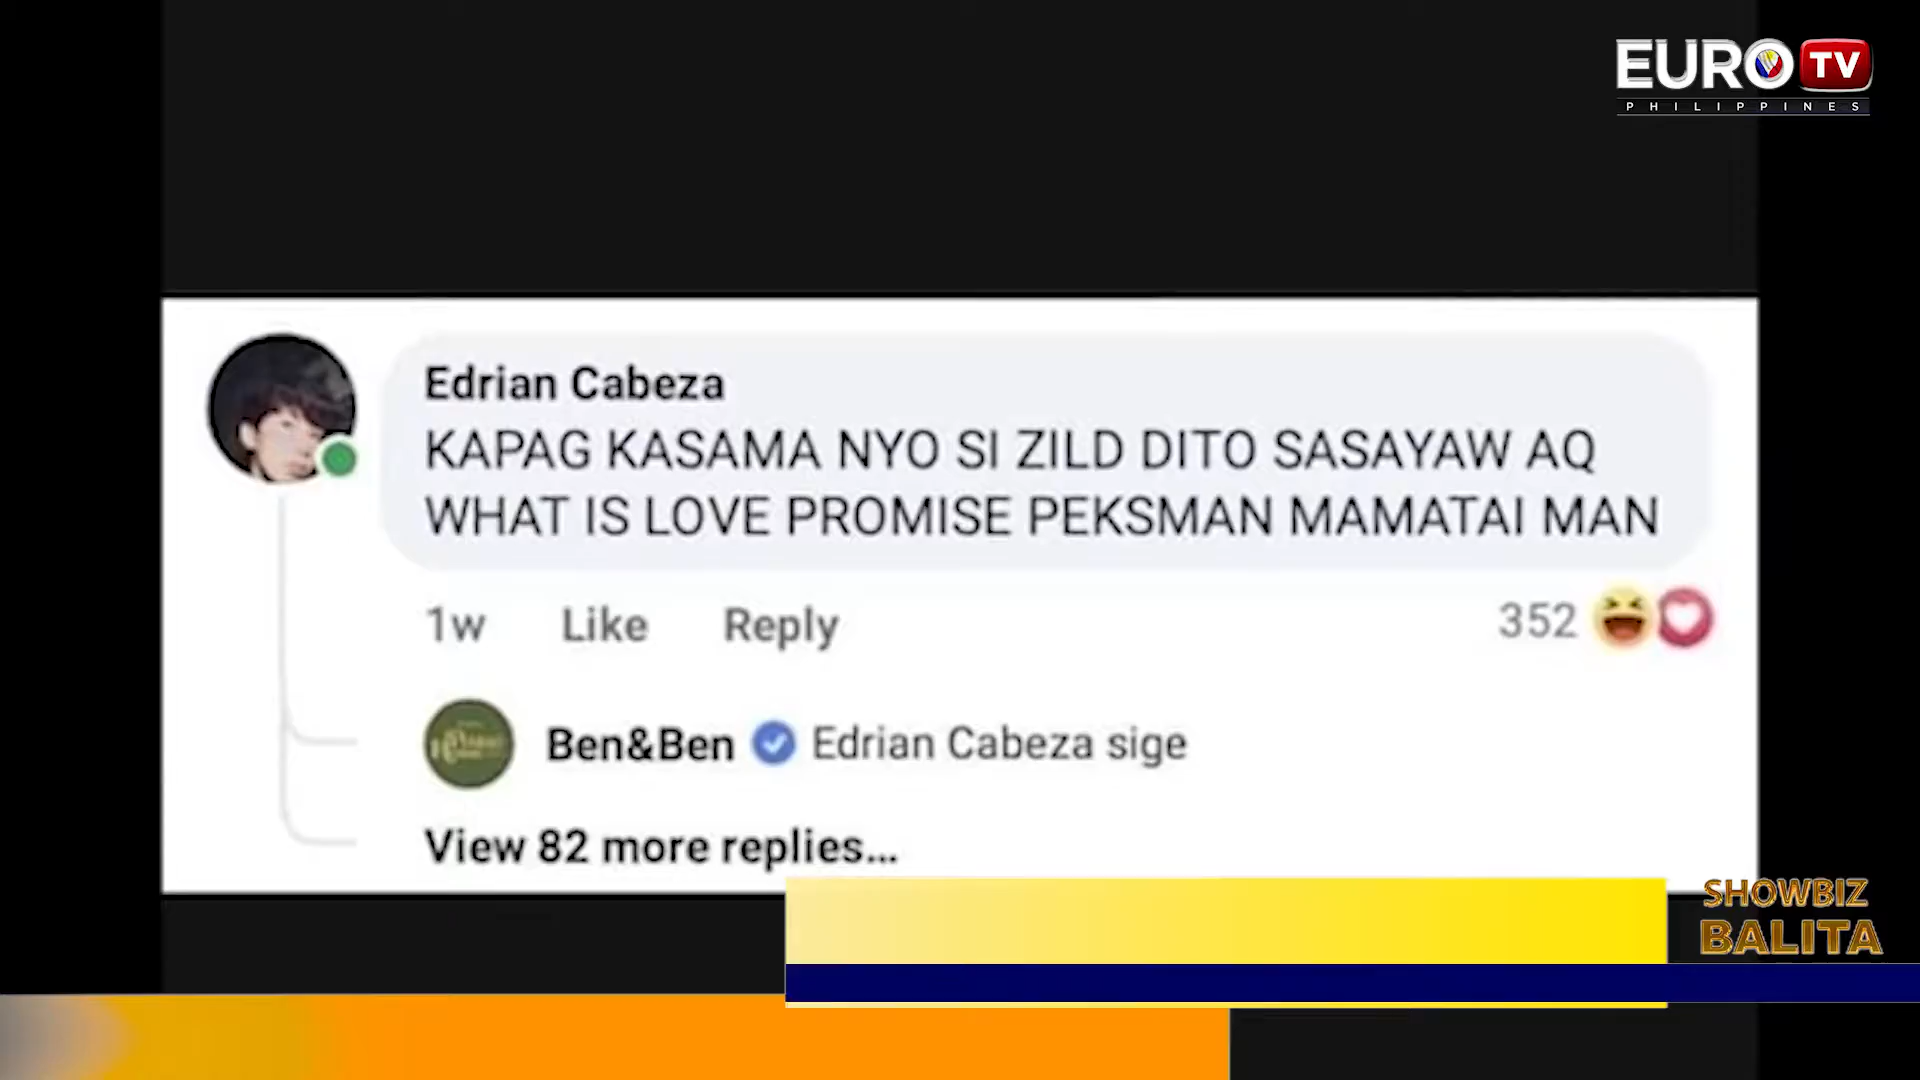 EURO TV
PHILIPPINES
Edrian Cabeza
KAPAG KASAMA NYO SI ZILD DITO SASAYAW AQ
WHAT IS LOVE PROMISE PEKSMAN MAMATAI MAN
1w Like Reply 352
Ben&Ben Edrian Cabeza sige
View 82 more replies...
SHOWBIZ
BALITA